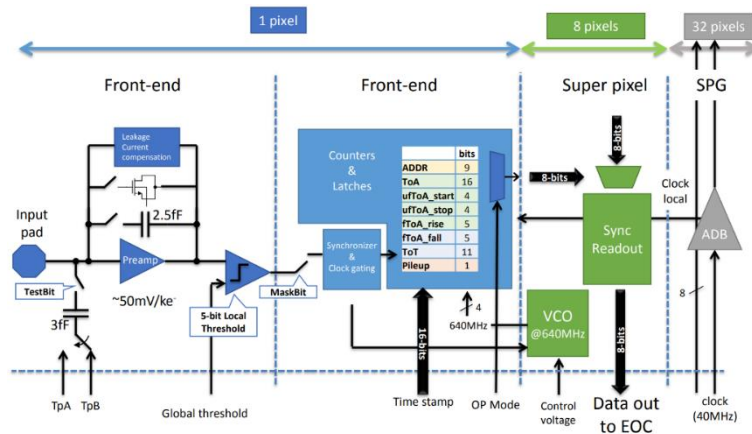 1 pixel
8 pixels
32 pixels
Front-end
Front-end
Super pixel
SPG
Leakage
Current
compensation
2.5fF
Input
pad
Preamp
TestBit
~50mV/ke⁻
3fF
5-bit Local
Threshold
MaskBit
TpA
TpB
Global threshold
Counters
&
Latches
Synchronizer
&
Clock gating
bits
ADDR 9
ToA 16
ufToA_start 4
ufToA_stop 4
fToA_rise 5
fToA_fall 5
ToT 11
Pileup 1
8-bits
8-bits
16-bits
4
640MHz
Time stamp
OP Mode
Sync
Readout
Clock
local
VCO
@640MHz
8-bits
Control
voltage
Data out
to EOC
ADB
8
clock
(40MHz)